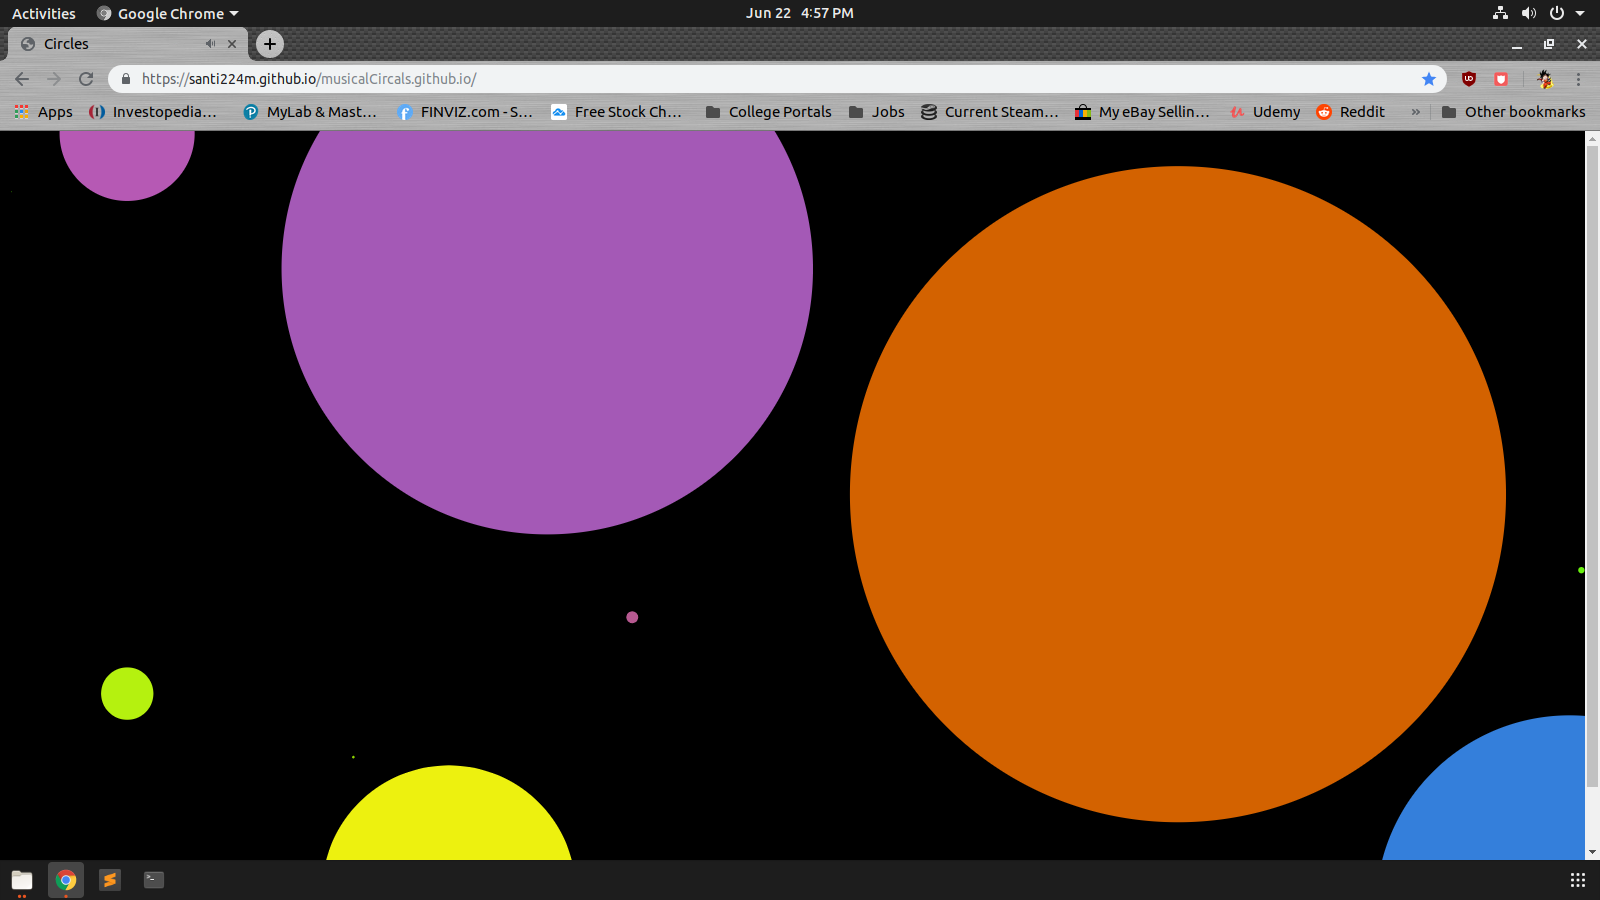 Activities Google Chrome Jun 22 4:57 PM
Circles
https://santi224m.github.io/musicalCircals.github.io/
Apps Investopedia... MyLab & Mast... FINVIZ.com - S... Free Stock Ch... College Portals Jobs Current Steam... My eBay Sellin... Udemy Reddit » Other bookmarks